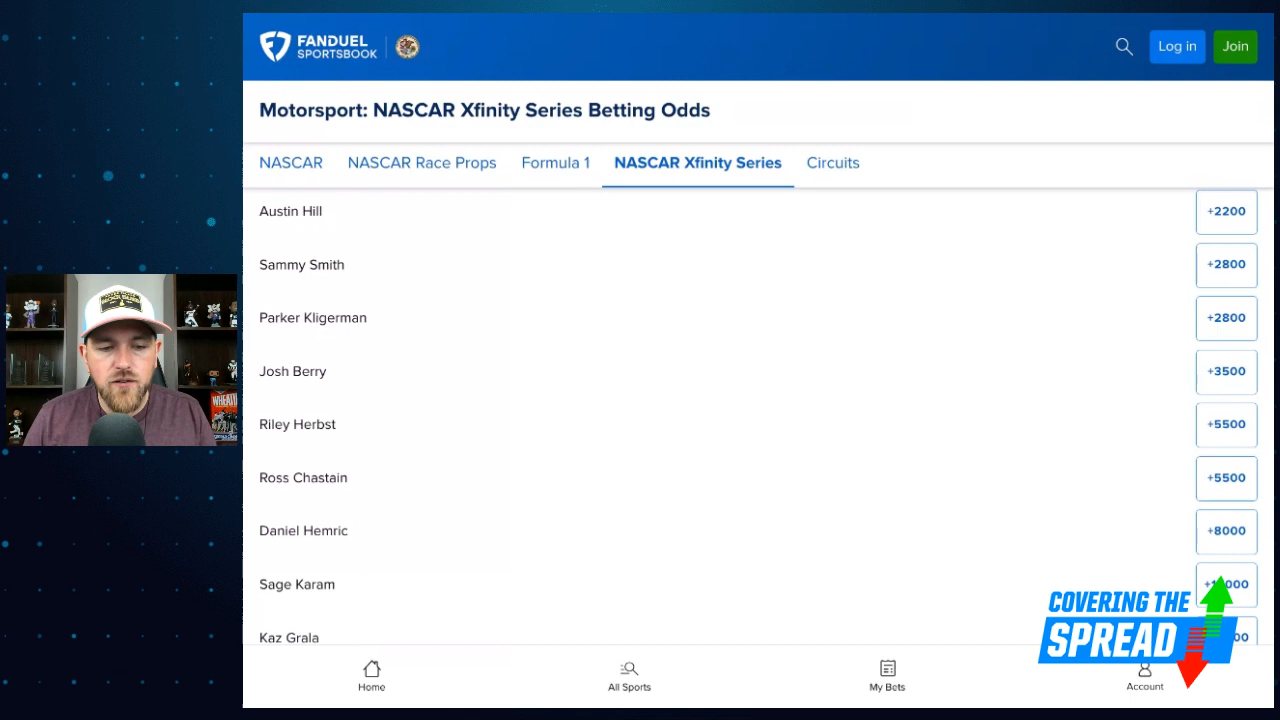 FANDUEL
SPORTSBOOK
Log in
Join
Motorsport: NASCAR Xfinity Series Betting Odds
NASCAR NASCAR Race Props Formula 1 NASCAR Xfinity Series Circuits
Austin Hill +2200
Sammy Smith +2800
Parker Kligerman +2800
Josh Berry +3500
Riley Herbst +5500
Ross Chastain +5500
Daniel Hemric +8000
Sage Karam
Kaz Grala
COVERING THE
SPREAD
Home All Sports My Bets Account
WHEATIES